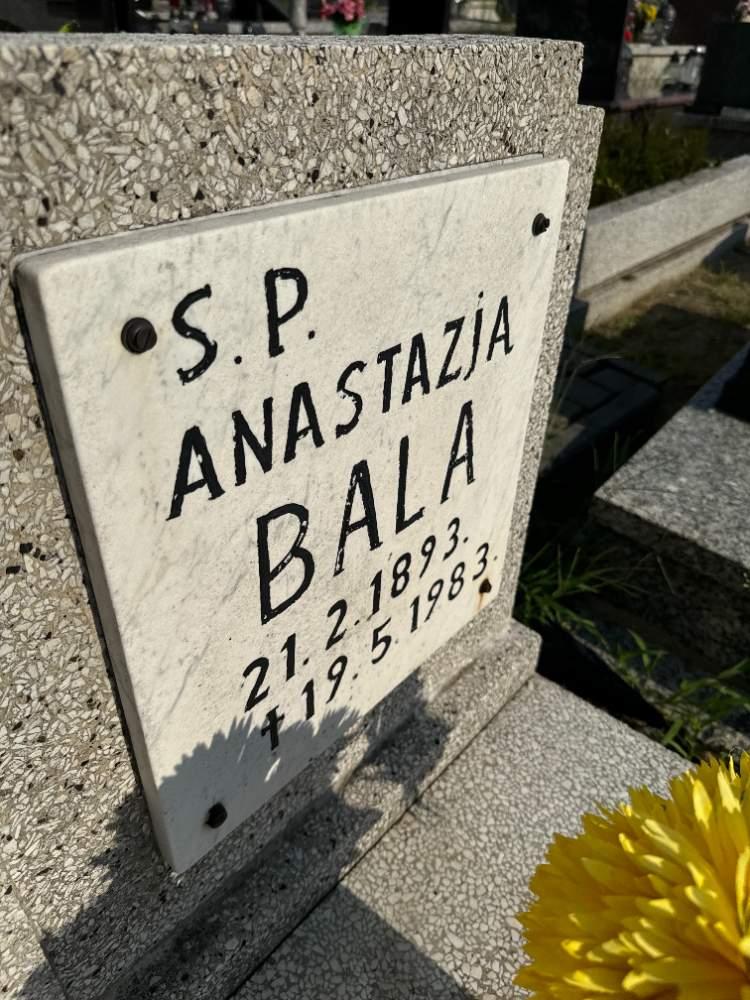 S.P.
ANASTAZjA
BALA
21.2.1893.
✝19.5.1983.